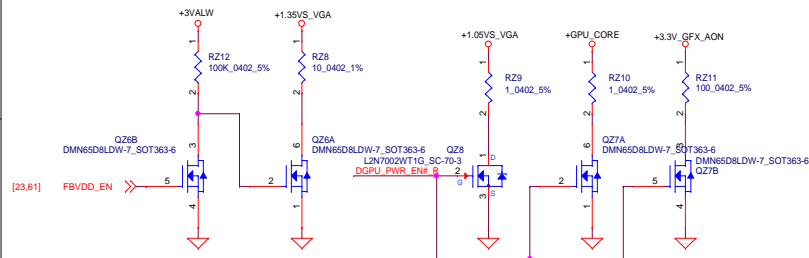 +3VALW
+1.35VS_VGA
+1.05VS_VGA
+GPU_CORE
+3.3V_GFX_AON
1
1
1
1
1
RZ12
100K_0402_5%
RZ8
10_0402_1%
RZ9
1_0402_5%
RZ10
1_0402_5%
RZ11
100_0402_5%
2
2
2
2
2
QZ6B
DMN65D8LDW-7_SOT363-6
3
QZ6A
DMN65D8LDW-7_SOT363-6
6
QZ8
L2N7002WT1G_SC-70-3
DGPU_PWR_EN#_R
1
D
QZ7A
DMN65D8LDW-7_SOT363-6
6
3
DMN65D8LDW-7_SOT363-6
QZ7B
[23,61]
FBVDD_EN
5
2
2
G
2
5
S
4
1
3
1
4